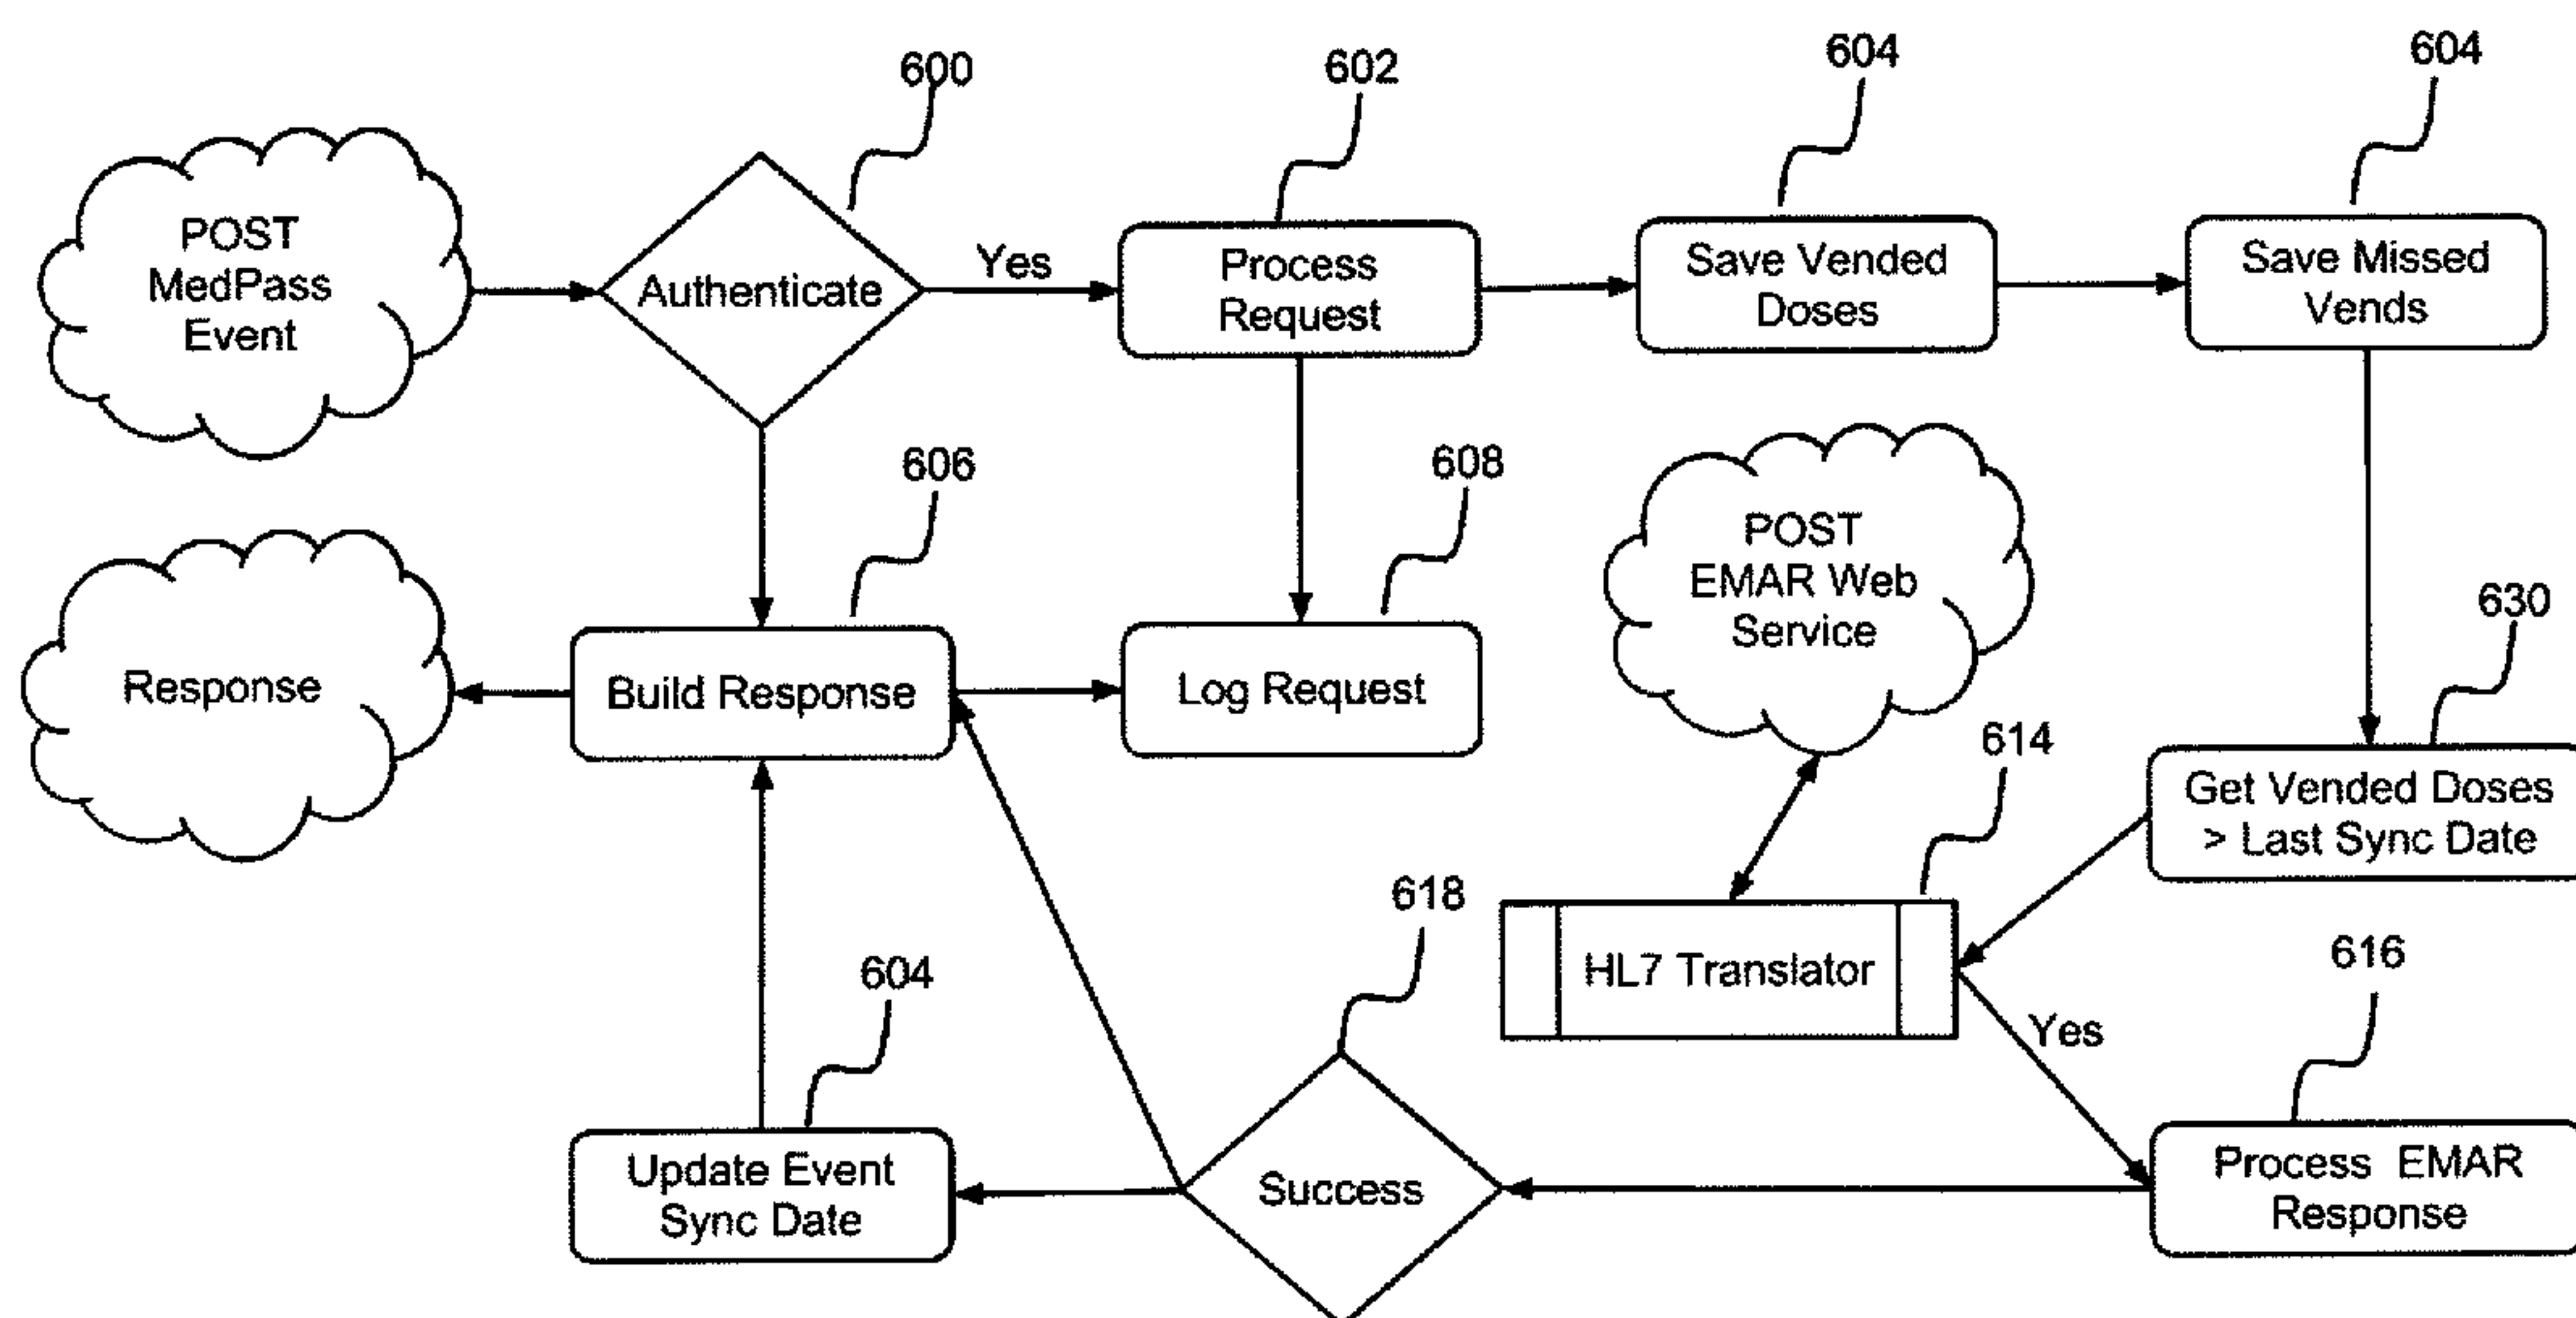 600
602
604
604
POST
MedPass
Event
Authenticate
Yes
Process
Request
Save Vended
Doses
Save Missed
Vends
606
608
POST
EMAR Web
Service
630
Response
Build Response
Log Request
614
Get Vended Doses
> Last Sync Date
618
HL7 Translator
616
604
Yes
Update Event
Sync Date
Success
Process EMAR
Response